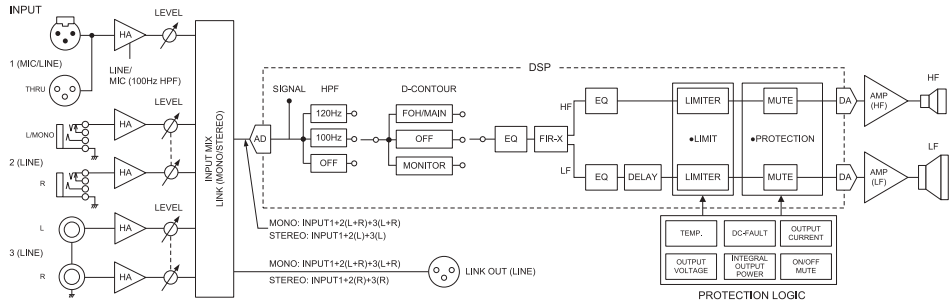 INPUT
LEVEL
HA
1 (MIC/LINE)
LINE/
MIC (100Hz HPF)
THRU
L/MONO
HA
2 (LINE)
R
HA
LEVEL
L
HA
3 (LINE)
R
HA
INPUT MIX
LINK (MONO/STEREO)
DSP
AD
SIGNAL
HPF
120Hz
100Hz
OFF
D-CONTOUR
FOH/MAIN
OFF
MONITOR
EQ
FIR-X
HF
LF
EQ
EQ
DELAY
LIMITER
●LIMIT
LIMITER
MUTE
●PROTECTION
MUTE
DA
DA
AMP
(HF)
AMP
(LF)
HF
LF
MONO: INPUT1+2(L+R)+3(L+R)
STEREO: INPUT1+2(L)+3(L)
MONO: INPUT1+2(L+R)+3(L+R)
STEREO: INPUT1+2(R)+3(R)
LINK OUT (LINE)
TEMP.
DC-FAULT
OUTPUT
CURRENT
OUTPUT
VOLTAGE
INTEGRAL
OUTPUT
POWER
ON/OFF
MUTE
PROTECTION LOGIC